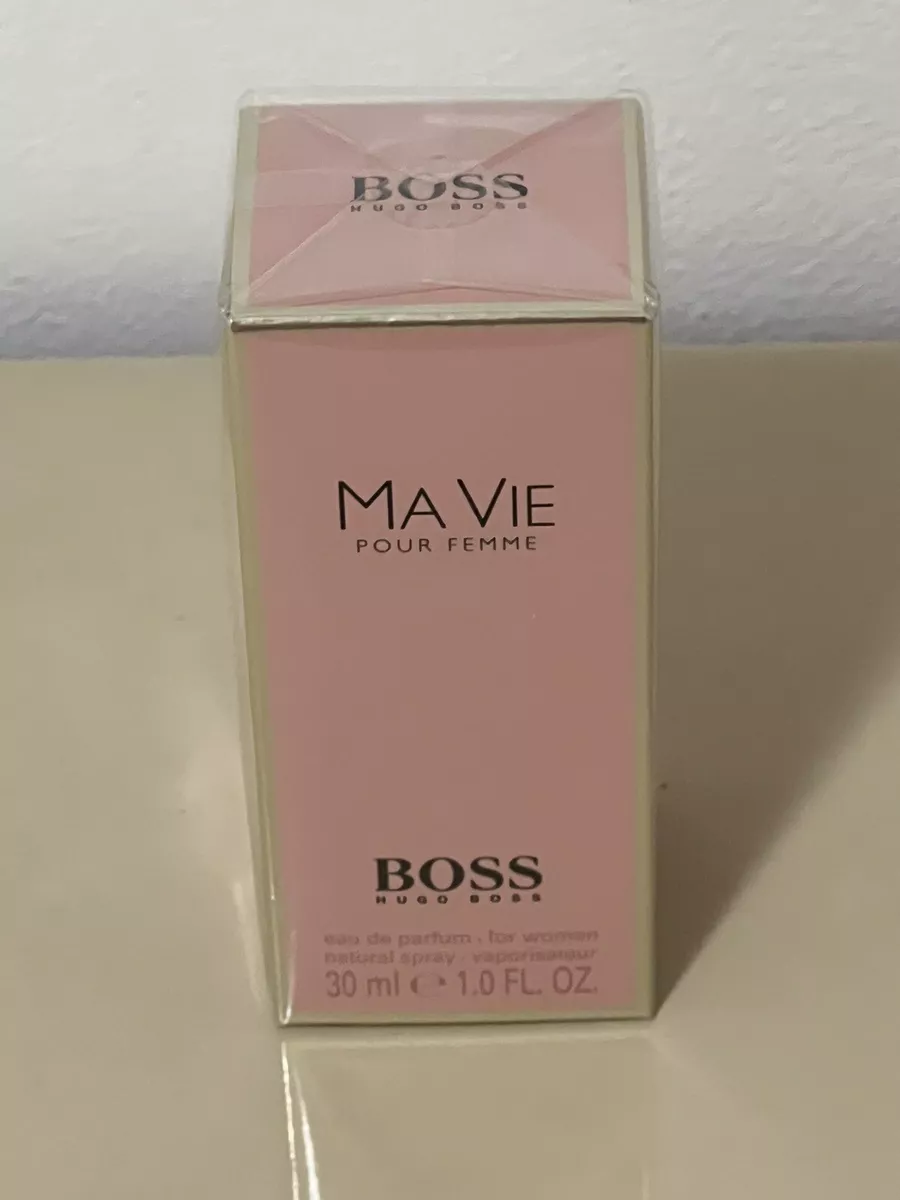 BOSS
HUGO BOSS
MA VIE
POUR FEMME
BOSS
HUGO BOSS
eau de parfum · for women
natural spray · vaporisateur
30 ml ℮ 1.0 FL. OZ.